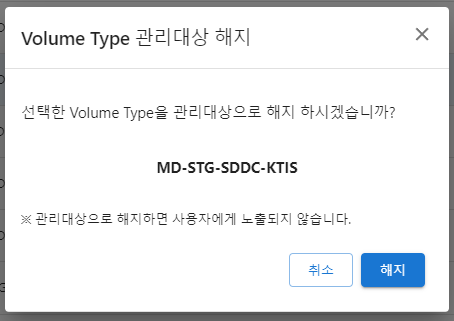 Volume Type 관리대상 해지
선택한 Volume Type을 관리대상으로 해지 하시겠습니까?
MD-STG-SDDC-KTIS
※ 관리대상으로 해지하면 사용자에게 노출되지 않습니다.
취소 해지